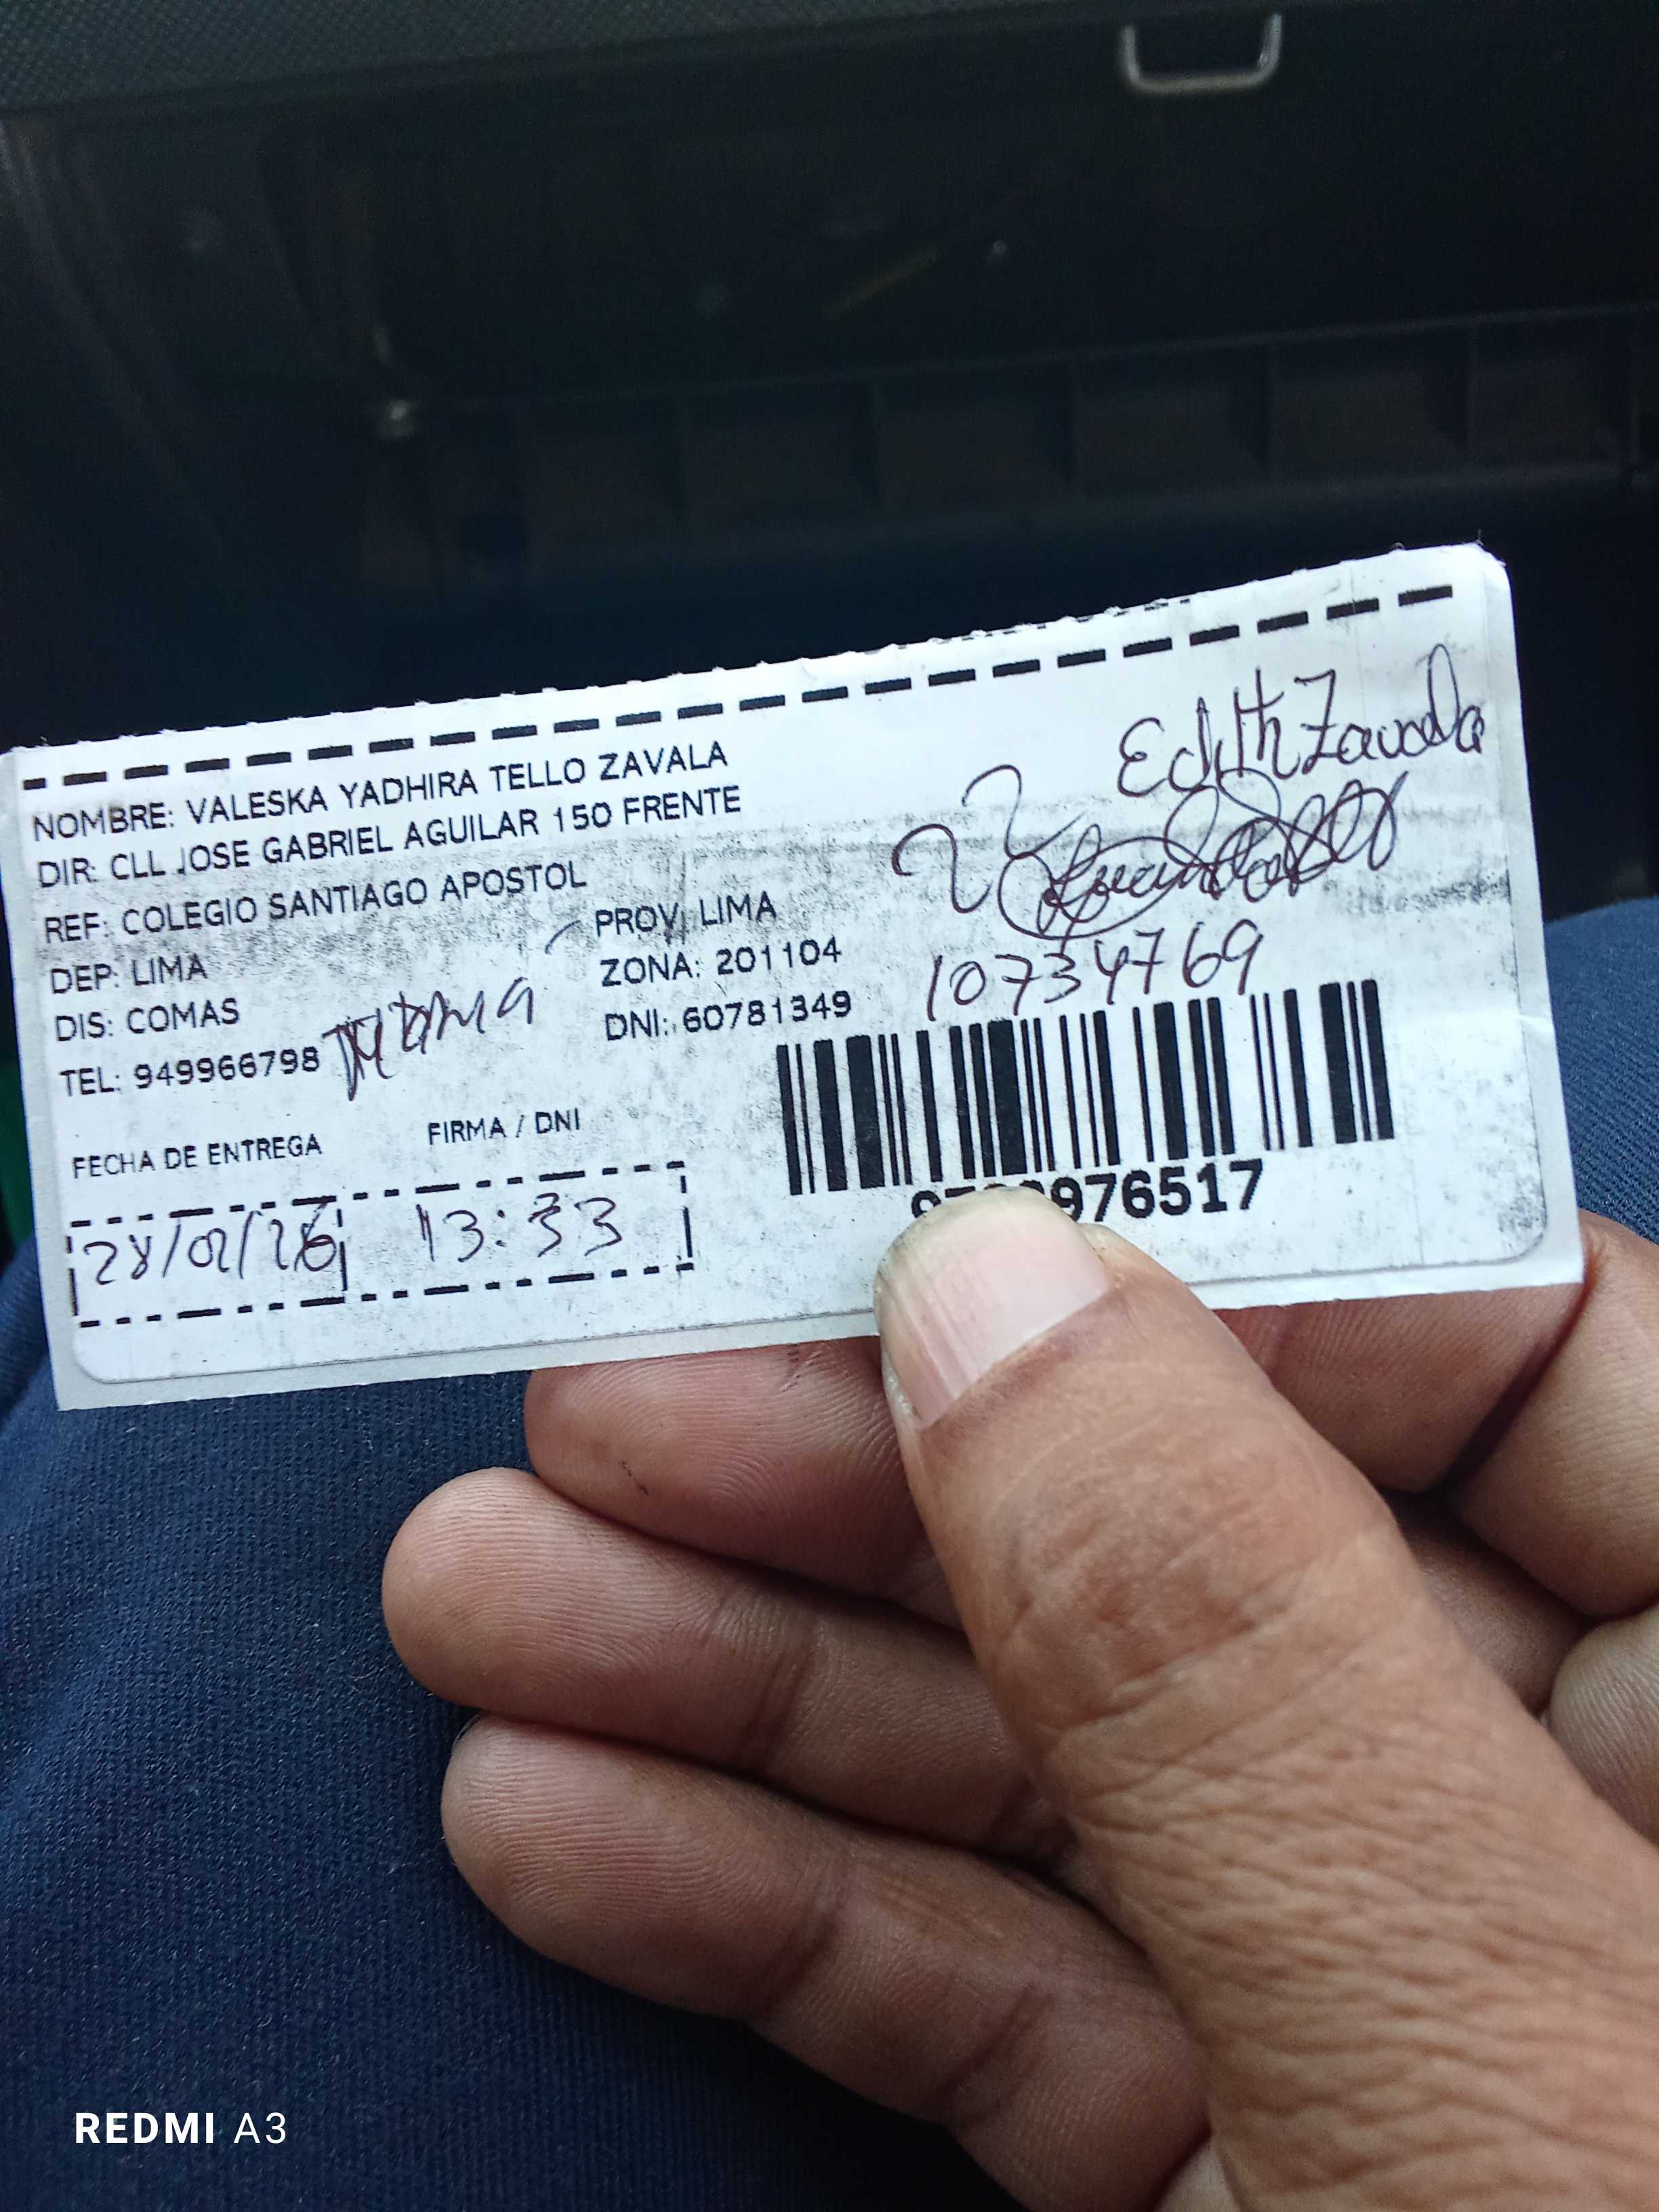 NOMBRE: VALESKA YADHIRA TELLO ZAVALA
DIR: CLL JOSE GABRIEL AGUILAR 150 FRENTE
REF: COLEGIO SANTIAGO APOSTOL
DEP: LIMA
PROV: LIMA
DIS: COMAS
ZONA: 201104
TEL: 949966798
DNI: 60781349
Edith Zavala
10734769
FECHA DE ENTREGA
FIRMA / DNI
28/02/26
13:33
976517
REDMI A3